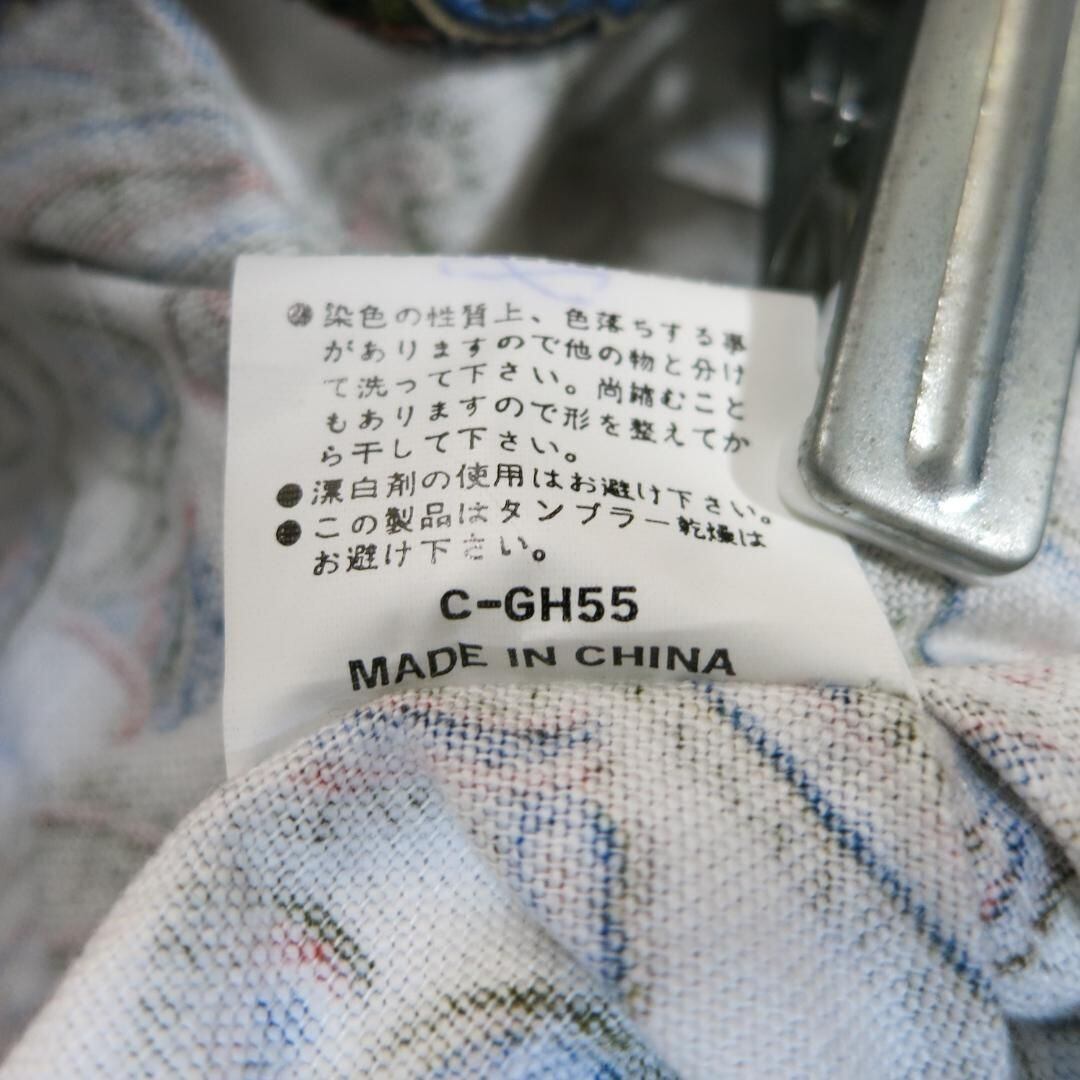 ●染色の性質上、色落ちする事
がありますので他の物と分け
て洗って下さい。尚縮むこと
もありますので形を整えてか
ら干して下さい。
●漂白剤の使用はお避け下さい。
●この製品はタンブラー乾燥は
お避け下さい。
C-GH55
MADE IN CHINA